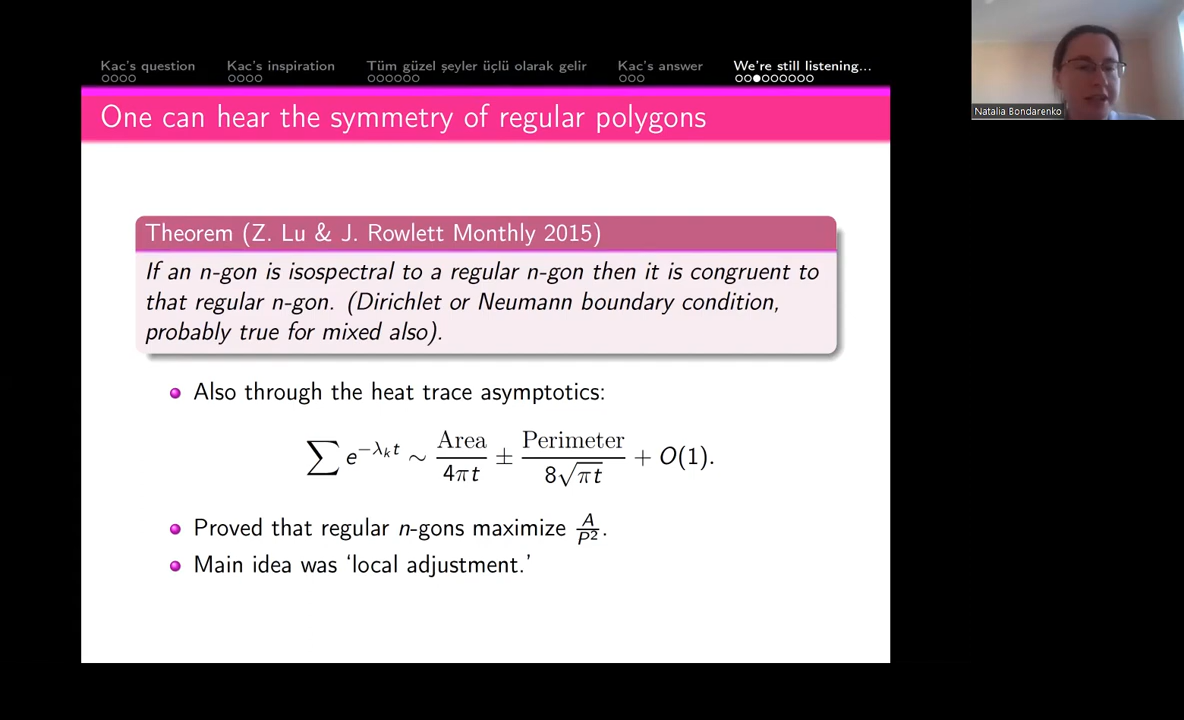 Kac's question Kac's inspiration Tüm güzel şeyler üçlü olarak gelir Kac's answer We're still listening...
One can hear the symmetry of regular polygons
Theorem (Z. Lu & J. Rowlett Monthly 2015)
If an n-gon is isospectral to a regular n-gon then it is congruent to
that regular n-gon. (Dirichlet or Neumann boundary condition,
probably true for mixed also).
Also through the heat trace asymptotics:
∑ e^{-λ_k t} ~ Area/4πt ± Perimeter/8√πt + O(1).
Proved that regular n-gons maximize A/P².
Main idea was 'local adjustment.'
Natalia Bondarenko